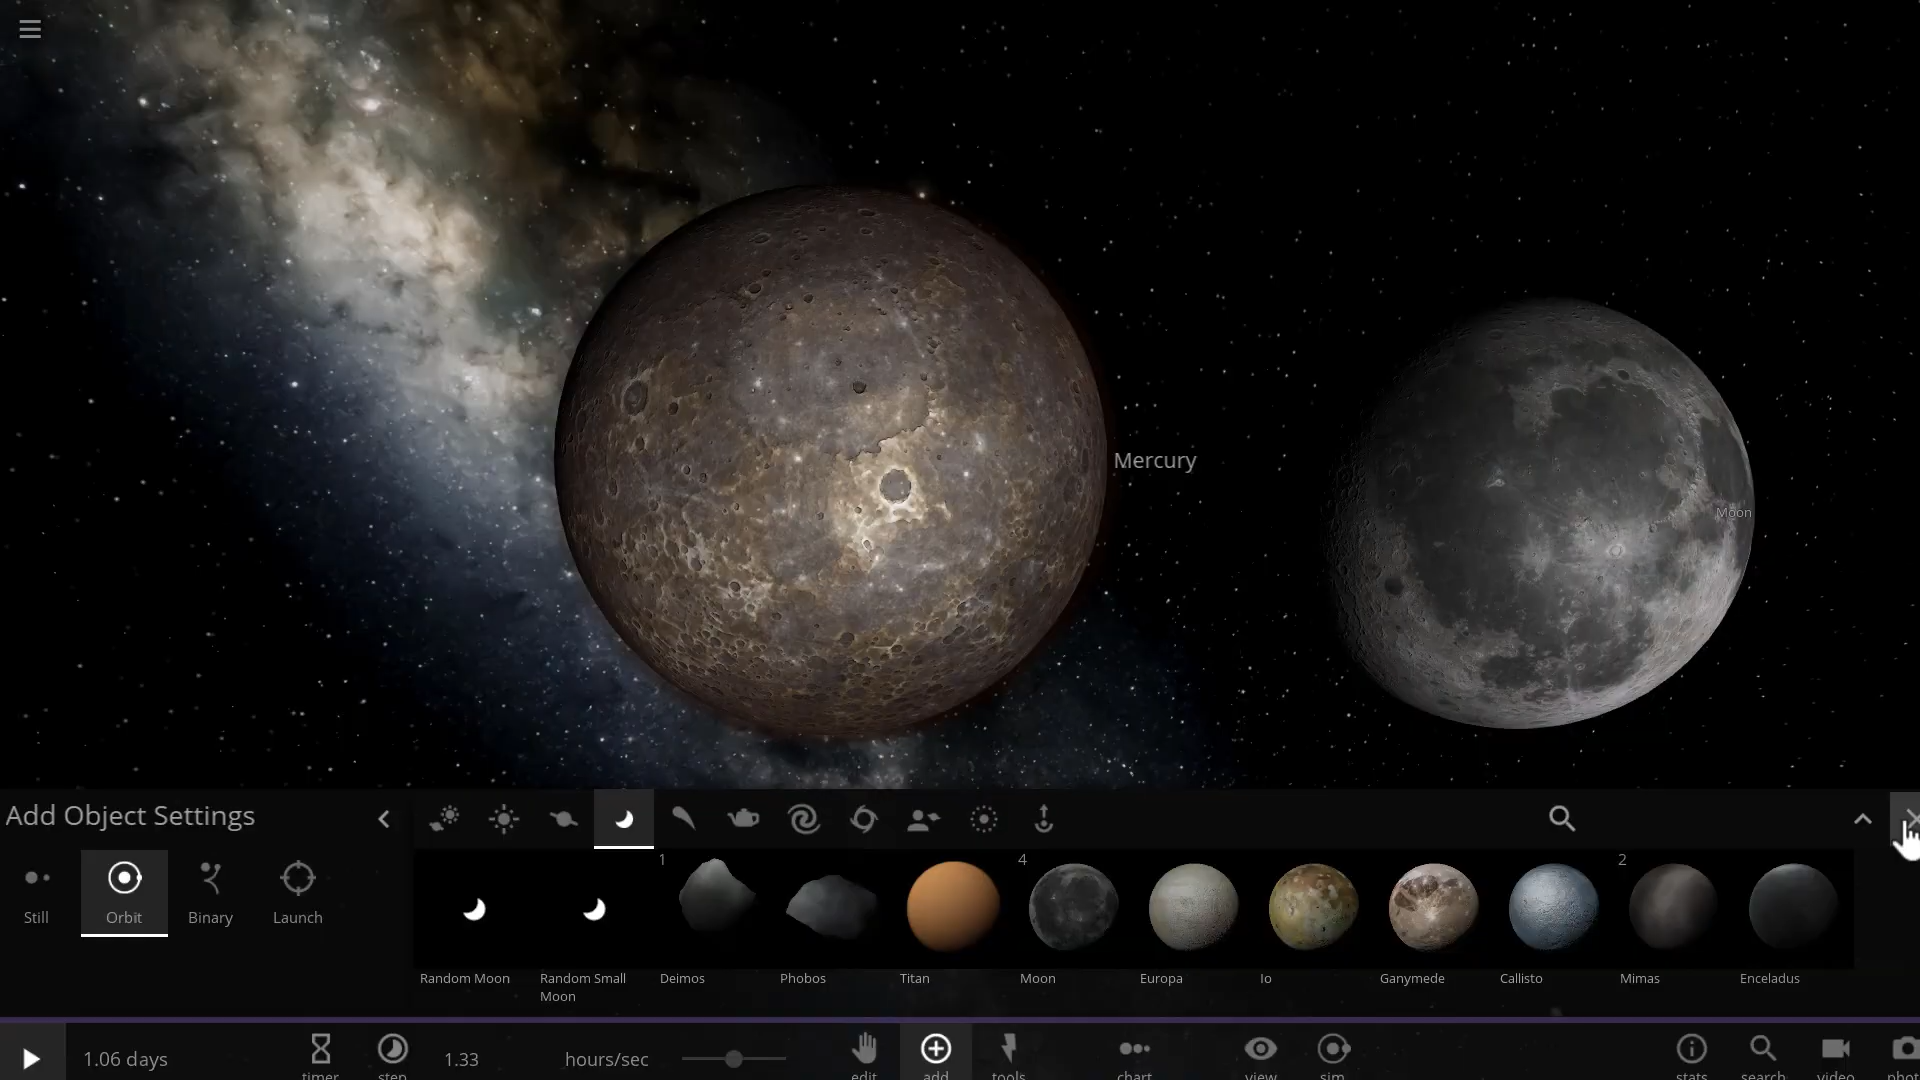 Mercury
Moon
Add Object Settings
Still
Orbit
Binary
Launch
1
4
2
Random Moon
Random Small
Moon
Deimos
Phobos
Titan
Moon
Europa
Io
Ganymede
Callisto
Mimas
Enceladus
1.06 days
timer
step
1.33
hours/sec
edit
add
tools
chart
view
sim
stats
search
video
phot